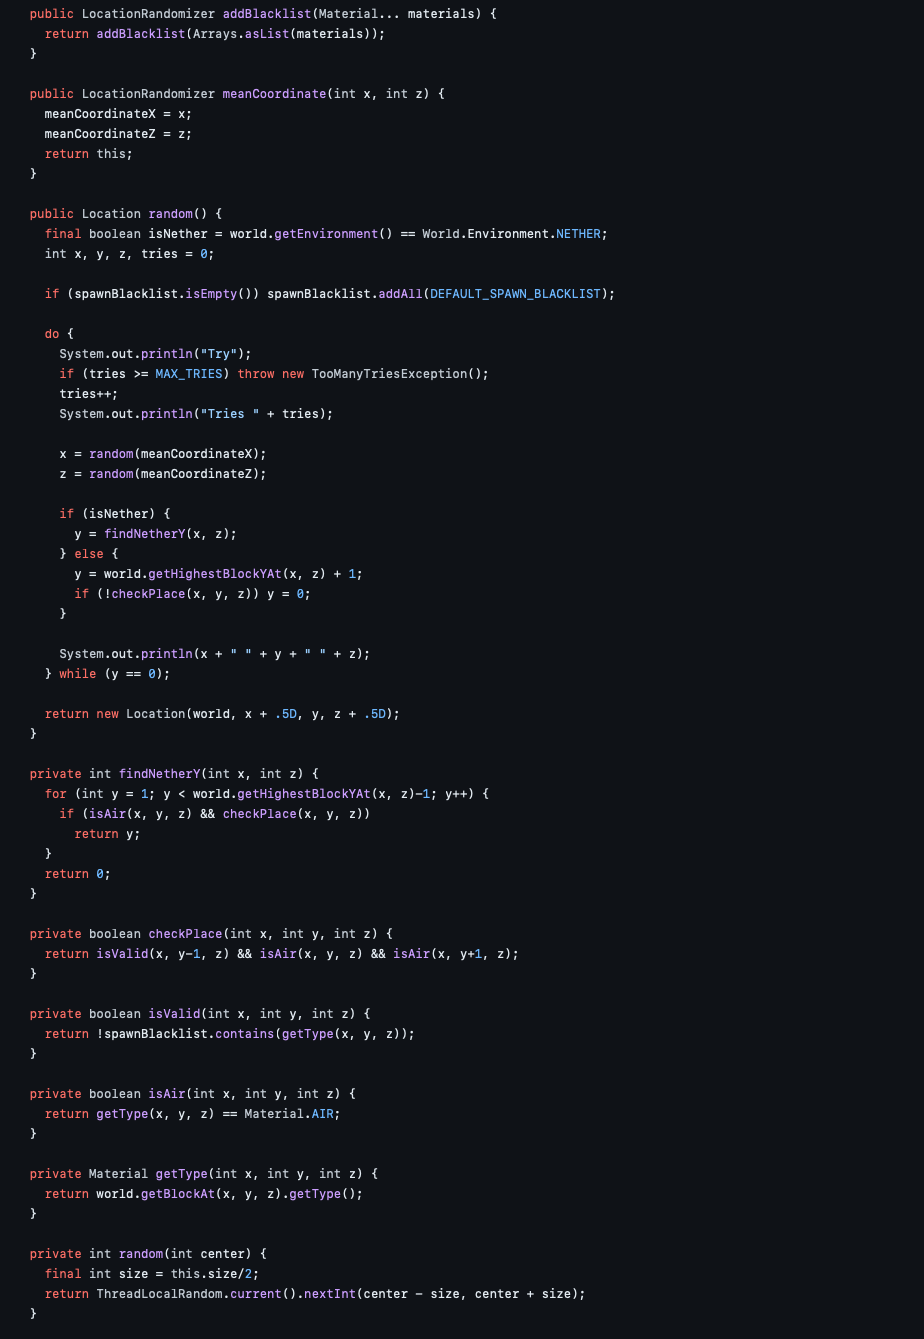 public LocationRandomizer addBlacklist(Material... materials) {
  return addBlacklist(Arrays.asList(materials));
}

public LocationRandomizer meanCoordinate(int x, int z) {
  meanCoordinateX = x;
  meanCoordinateZ = z;
  return this;
}

public Location random() {
  final boolean isNether = world.getEnvironment() == World.Environment.NETHER;
  int x, y, z, tries = 0;

  if (spawnBlacklist.isEmpty()) spawnBlacklist.addAll(DEFAULT_SPAWN_BLACKLIST);

  do {
    System.out.println("Try");
    if (tries >= MAX_TRIES) throw new TooManyTriesException();
    tries++;
    System.out.println("Tries " + tries);

    x = random(meanCoordinateX);
    z = random(meanCoordinateZ);

    if (isNether) {
      y = findNetherY(x, z);
    } else {
      y = world.getHighestBlockYAt(x, z) + 1;
      if (!checkPlace(x, y, z)) y = 0;
    }

    System.out.println(x + " " + y + " " + z);
  } while (y == 0);

  return new Location(world, x + .5D, y, z + .5D);
}

private int findNetherY(int x, int z) {
  for (int y = 1; y < world.getHighestBlockYAt(x, z)-1; y++) {
    if (isAir(x, y, z) && checkPlace(x, y, z))
      return y;
  }
  return 0;
}

private boolean checkPlace(int x, int y, int z) {
  return isValid(x, y-1, z) && isAir(x, y, z) && isAir(x, y+1, z);
}

private boolean isValid(int x, int y, int z) {
  return !spawnBlacklist.contains(getType(x, y, z));
}

private boolean isAir(int x, int y, int z) {
  return getType(x, y, z) == Material.AIR;
}

private Material getType(int x, int y, int z) {
  return world.getBlockAt(x, y, z).getType();
}

private int random(int center) {
  final int size = this.size/2;
  return ThreadLocalRandom.current().nextInt(center - size, center + size);
}